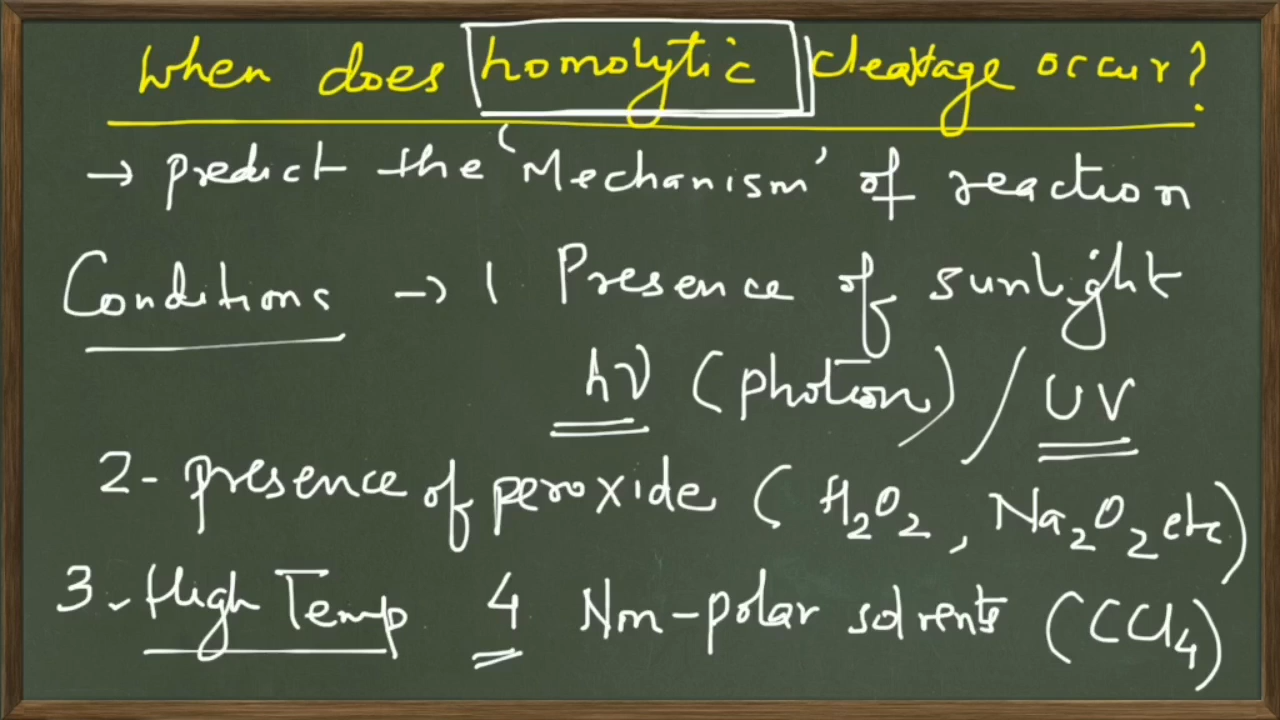 When does homolytic cleavage occur?
→ predict the 'Mechanism' of reaction
Conditions → 1 Presence of sunlight
hν (photon) / UV
2- presence of peroxide ( H₂O₂, Na₂O₂ etc)
3. High Temp 4 Non-polar solvents (CCl₄)